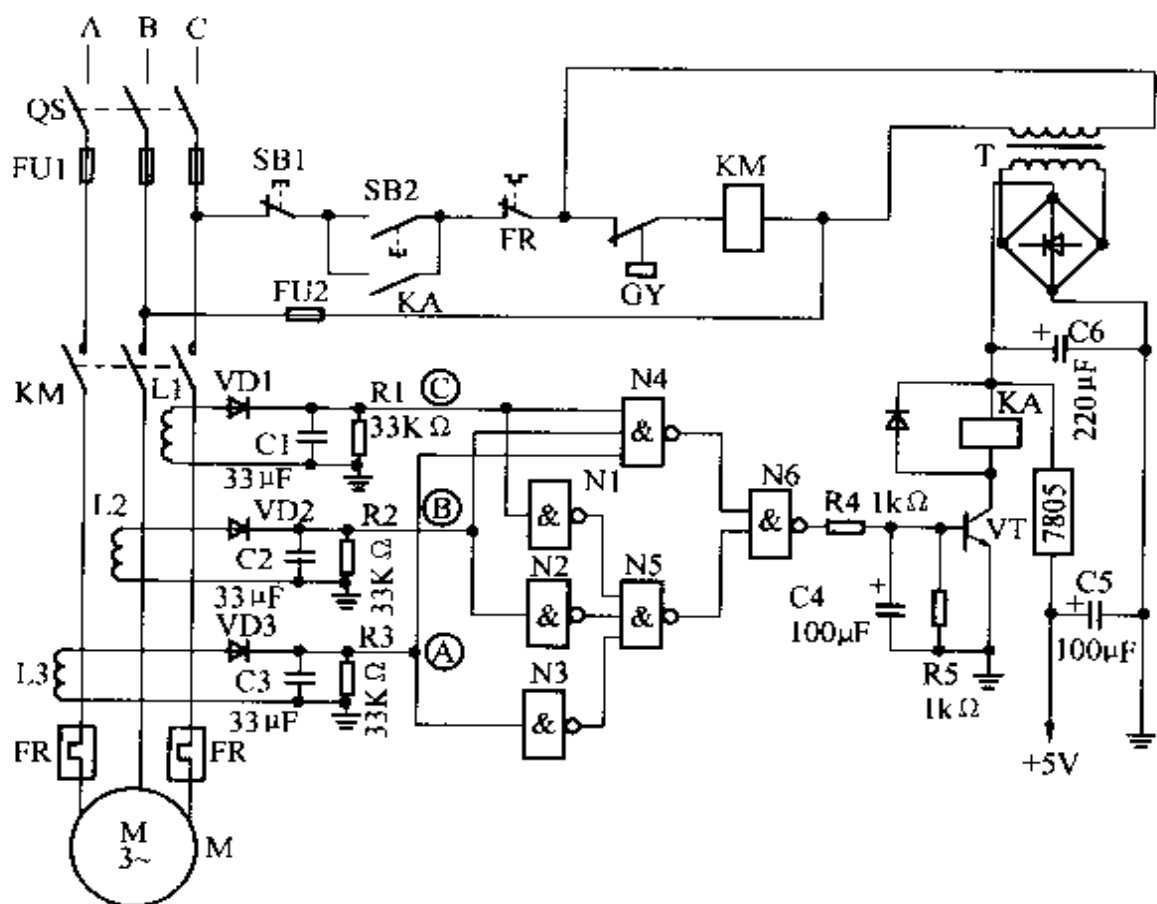 A B C
QS
FU1
SB1
SB2
FR
KM
T
GY
KA
FU2
C6
220μF
KM
L1
VD1
R1
C
33KΩ
C1
33μF
N4
&
KA
L2
VD2
R2
B
C2
33KΩ
33μF
N1
&
N2
&
N5
&
N6
&
R4 1kΩ
VT
7805
C4
100μF
R5
1kΩ
C5
100μF
+5V
L3
VD3
R3
A
C3
33KΩ
33μF
N3
&
FR
FR
M
3~
M
+
+
+